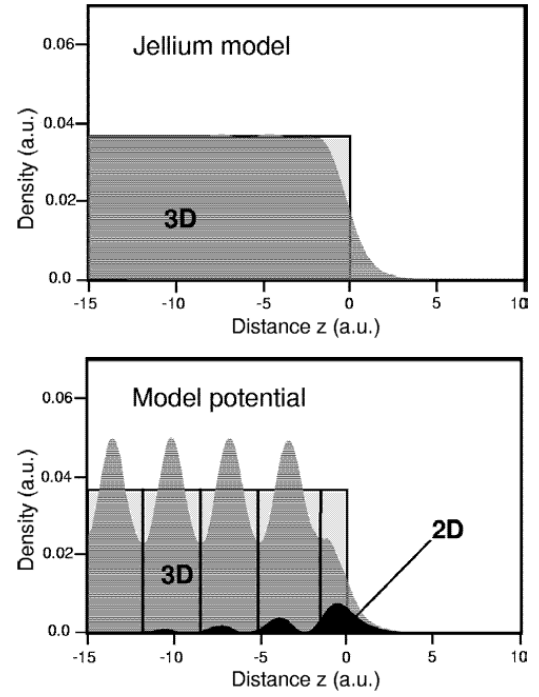 Jellium model
0.06
0.04
0.02
0.0
Density (a.u.)
3D
-15
-10
-5
0
5
10
Distance z (a.u.)
Model potential
0.06
0.04
0.02
0.0
Density (a.u.)
3D
2D
-15
-10
-5
0
5
10
Distance z (a.u.)